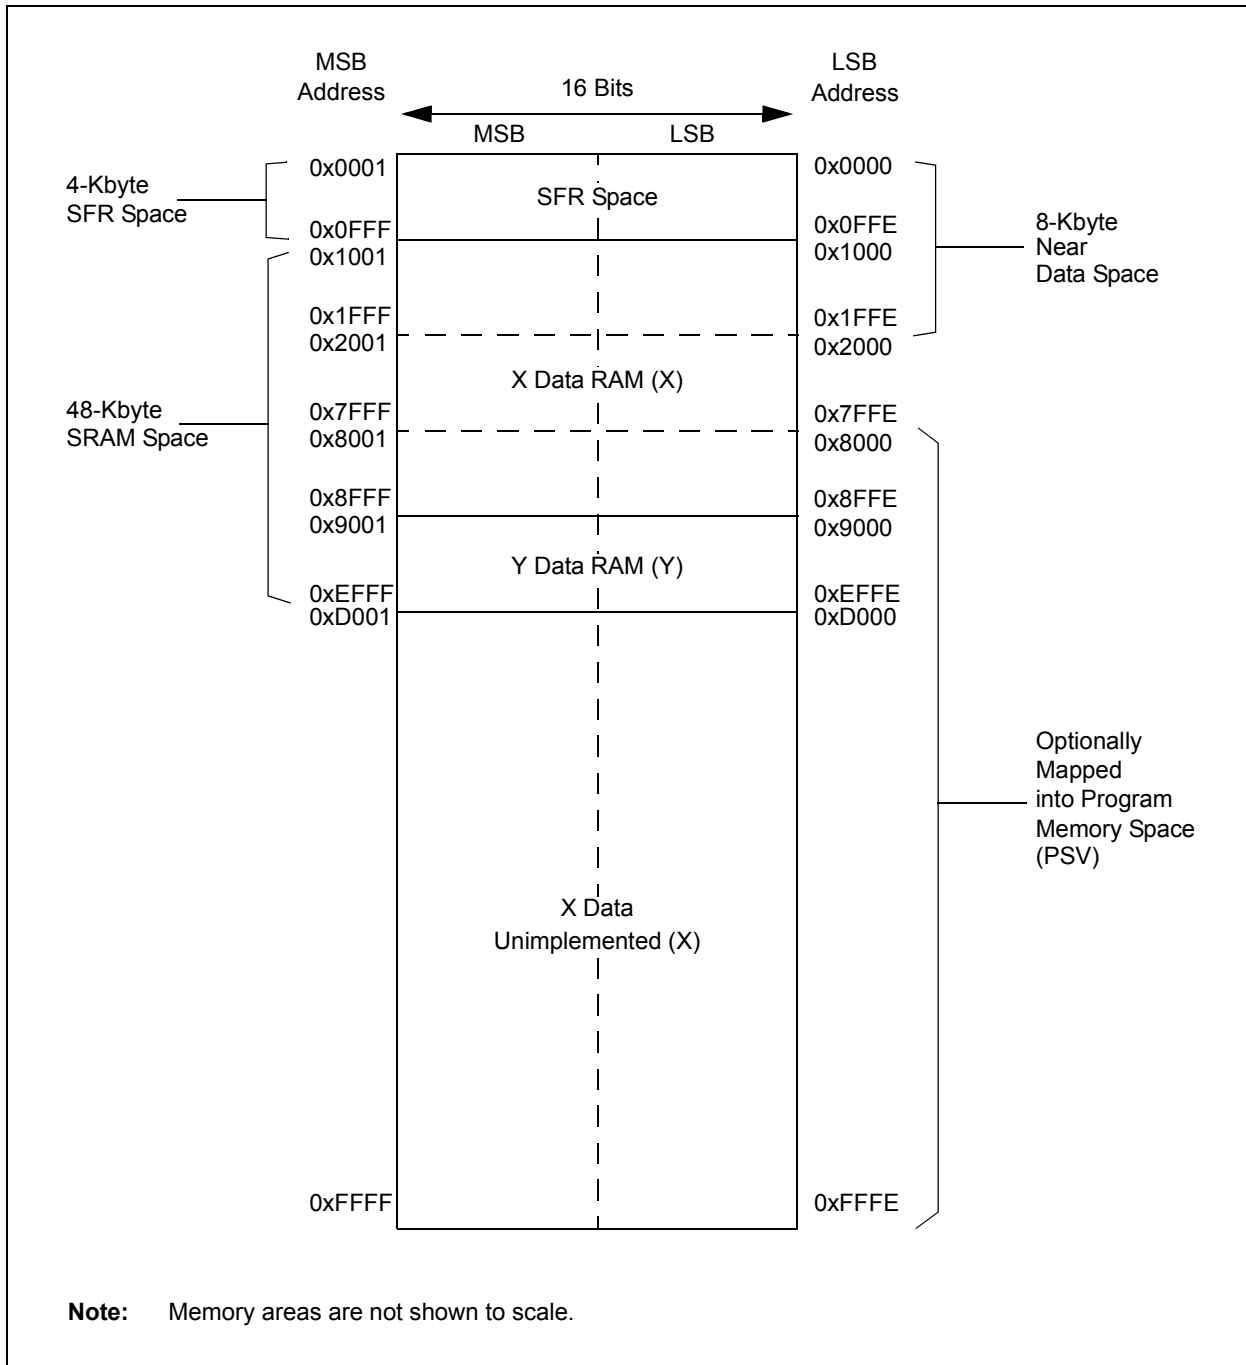 MSB
Address
LSB
Address
16 Bits
MSB
LSB
4-Kbyte
SFR Space
0x0001
0x0FFF
0x1001
SFR Space
0x0000
0x0FFE
0x1000
8-Kbyte
Near
Data Space
0x1FFF
0x2001
0x1FFE
0x2000
48-Kbyte
SRAM Space
X Data RAM (X)
0x7FFF
0x8001
0x7FFE
0x8000
0x8FFF
0x9001
0x8FFE
0x9000
Y Data RAM (Y)
0xEFFF
0xD001
0xEFFE
0xD000
Optionally
Mapped
into Program
Memory Space
(PSV)
X Data
Unimplemented (X)
0xFFFF
0xFFFE
Note: Memory areas are not shown to scale.